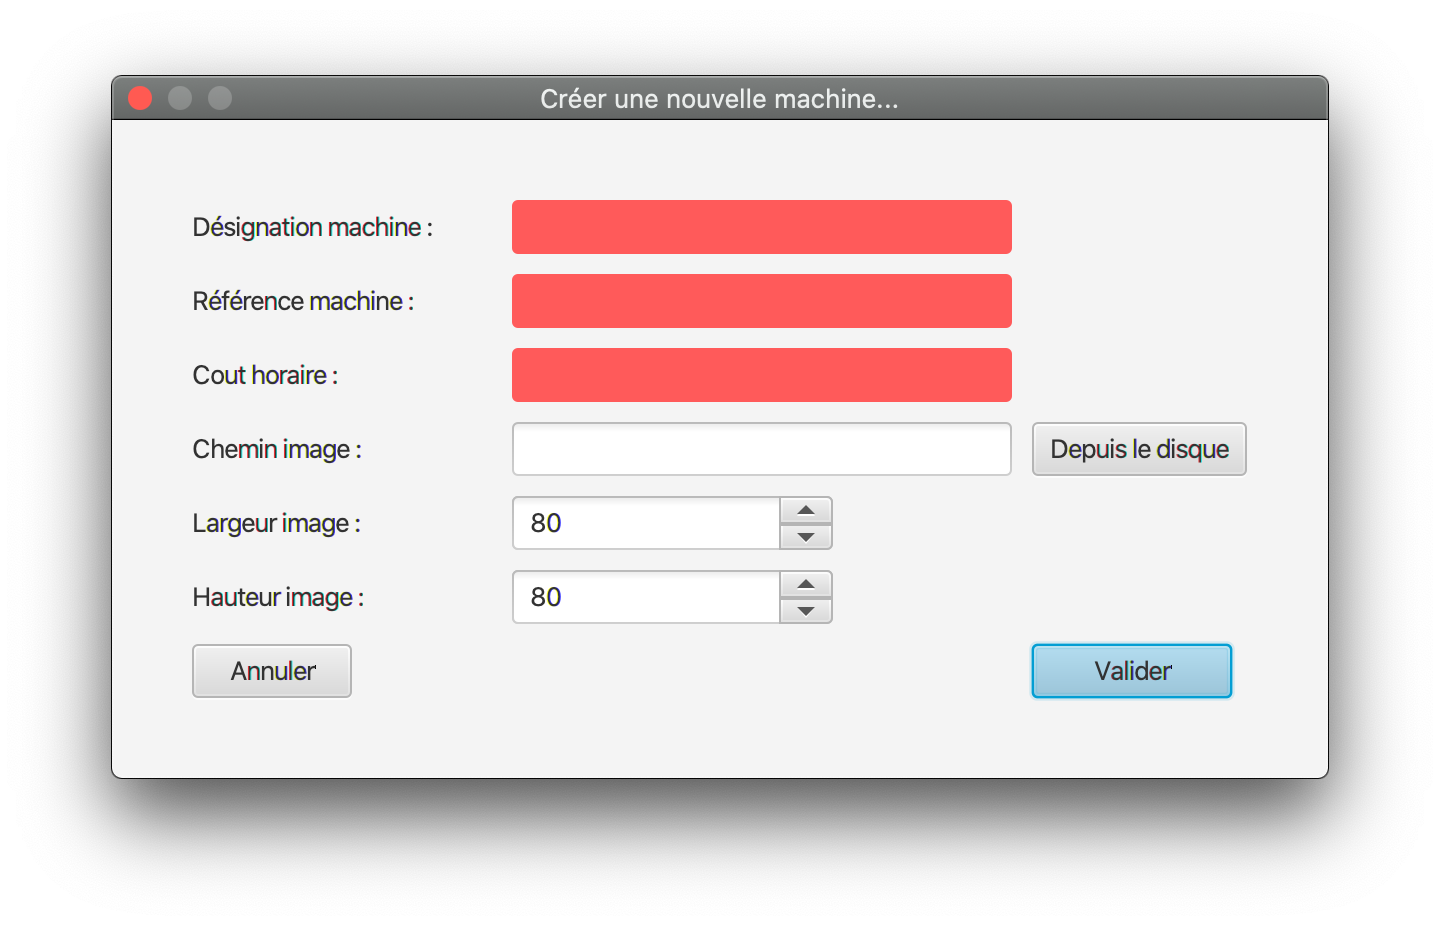 Créer une nouvelle machine...
Désignation machine :
Référence machine :
Cout horaire :
Chemin image :
Depuis le disque
Largeur image :
80
Hauteur image :
80
Annuler
Valider